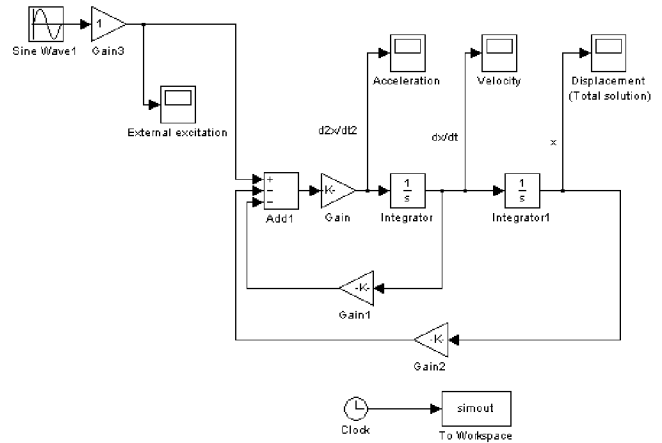 1
Sine Wave1
Gain3
External excitation
Acceleration
Velocity
Displacement
(Total solution)
d2x/dt2
dx/dt
x
+
−
−
Add1
-K-
Gain
1
s
Integrator
1
s
Integrator1
-K-
Gain1
-K-
Gain2
Clock
simout
To Workspace